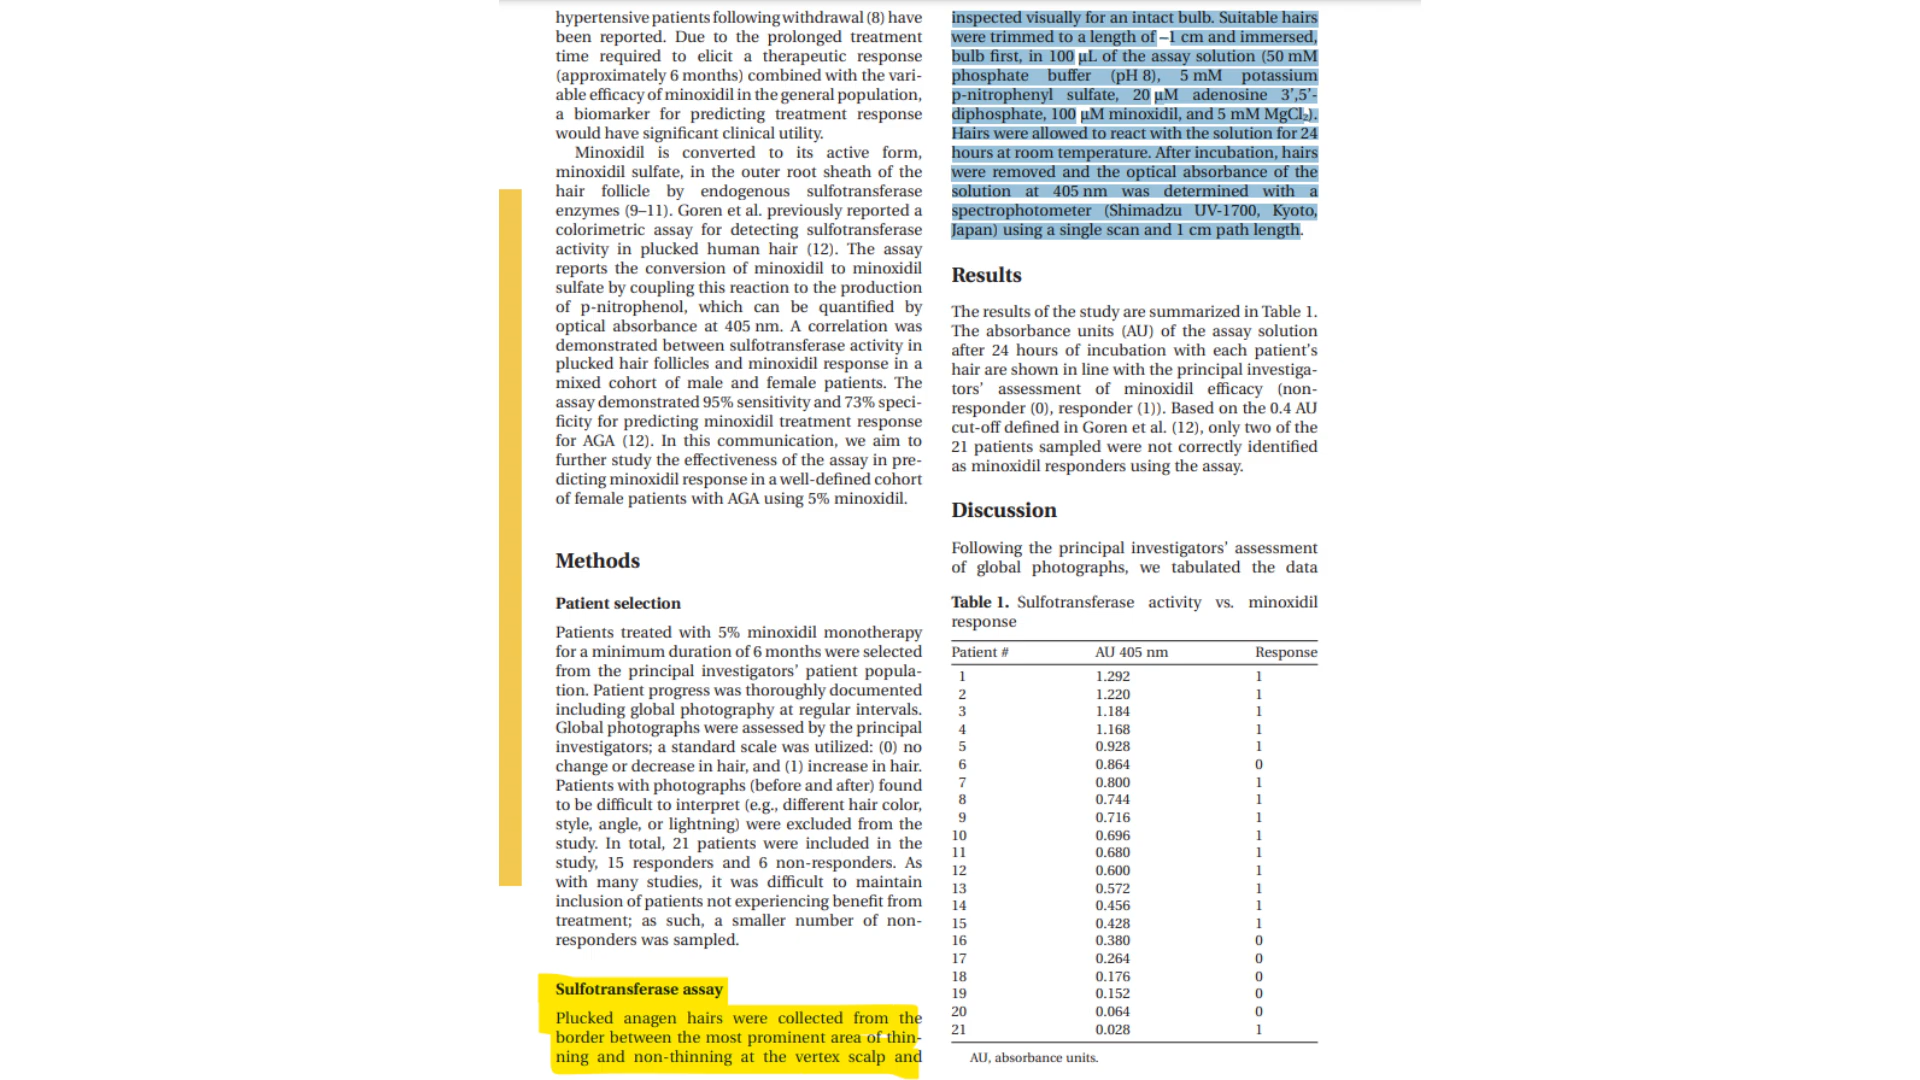 hypertensive patients following withdrawal (8) have
been reported. Due to the prolonged treatment
time required to elicit a therapeutic response
(approximately 6 months) combined with the vari-
able efficacy of minoxidil in the general population,
a biomarker for predicting treatment response
would have significant clinical utility.
Minoxidil is converted to its active form,
minoxidil sulfate, in the outer root sheath of the
hair follicle by endogenous sulfotransferase
enzymes (9–11). Goren et al. previously reported a
colorimetric assay for detecting sulfotransferase
activity in plucked human hair (12). The assay
reports the conversion of minoxidil to minoxidil
sulfate by coupling this reaction to the production
of p-nitrophenol, which can be quantified by
optical absorbance at 405 nm. A correlation was
demonstrated between sulfotransferase activity in
plucked hair follicles and minoxidil response in a
mixed cohort of male and female patients. The
assay demonstrated 95% sensitivity and 73% speci-
ficity for predicting minoxidil treatment response
for AGA (12). In this communication, we aim to
further study the effectiveness of the assay in pre-
dicting minoxidil response in a well-defined cohort
of female patients with AGA using 5% minoxidil.
Methods
Patient selection
Patients treated with 5% minoxidil monotherapy
for a minimum duration of 6 months were selected
from the principal investigators' patient popula-
tion. Patient progress was thoroughly documented
including global photography at regular intervals.
Global photographs were assessed by the principal
investigators; a standard scale was utilized: (0) no
change or decrease in hair, and (1) increase in hair.
Patients with photographs (before and after) found
to be difficult to interpret (e.g., different hair color,
style, angle, or lightning) were excluded from the
study. In total, 21 patients were included in the
study, 15 responders and 6 non-responders. As
with many studies, it was difficult to maintain
inclusion of patients not experiencing benefit from
treatment; as such, a smaller number of non-
responders was sampled.
Sulfotransferase assay
Plucked anagen hairs were collected from the
border between the most prominent area of thin-
ning and non-thinning at the vertex scalp and
inspected visually for an intact bulb. Suitable hairs
were trimmed to a length of –1 cm and immersed,
bulb first, in 100 µL of the assay solution (50 mM
phosphate buffer (pH 8), 5 mM potassium
p-nitrophenyl sulfate, 20 µM adenosine 3′,5′-
diphosphate, 100 µM minoxidil, and 5 mM MgCl₂).
Hairs were allowed to react with the solution for 24
hours at room temperature. After incubation, hairs
were removed and the optical absorbance of the
solution at 405 nm was determined with a
spectrophotometer (Shimadzu UV-1700, Kyoto,
Japan) using a single scan and 1 cm path length.
Results
The results of the study are summarized in Table 1.
The absorbance units (AU) of the assay solution
after 24 hours of incubation with each patient's
hair are shown in line with the principal investiga-
tors' assessment of minoxidil efficacy (non-
responder (0), responder (1)). Based on the 0.4 AU
cut-off defined in Goren et al. (12), only two of the
21 patients sampled were not correctly identified
as minoxidil responders using the assay.
Discussion
Following the principal investigators' assessment
of global photographs, we tabulated the data
Table 1. Sulfotransferase activity vs. minoxidil
response
Patient # AU 405 nm Response
1 1.292 1
2 1.220 1
3 1.184 1
4 1.168 1
5 0.928 1
6 0.864 0
7 0.800 1
8 0.744 1
9 0.716 1
10 0.696 1
11 0.680 1
12 0.600 1
13 0.572 1
14 0.456 1
15 0.428 1
16 0.380 0
17 0.264 0
18 0.176 0
19 0.152 0
20 0.064 0
21 0.028 1
AU, absorbance units.